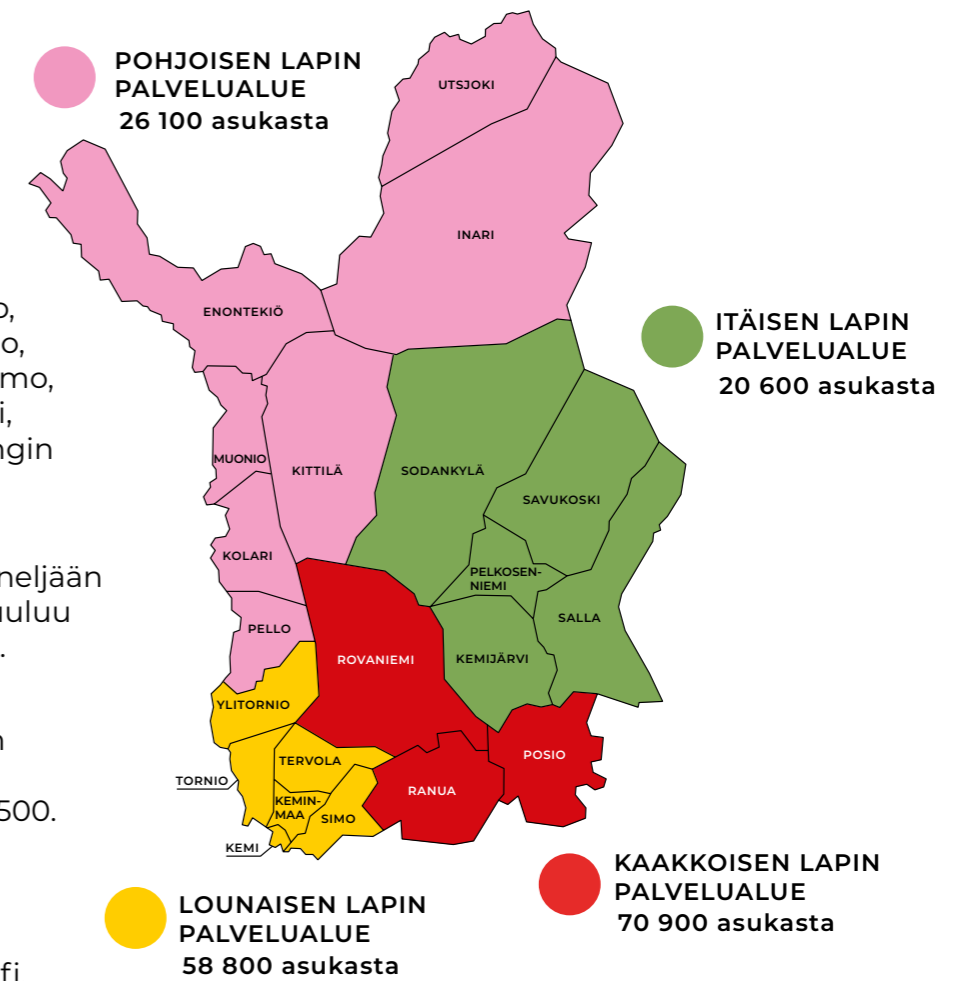 POHJOISEN LAPIN
PALVELUALUE
26 100 asukasta
UTSJOKI
INARI
ENONTEKIÖ
ITÄISEN LAPIN
PALVELUALUE
20 600 asukasta
MUONIO
KITTILÄ
SODANKYLÄ
SAVUKOSKI
KOLARI
PELKOSEN-
NIEMI
SALLA
PELLO
ROVANIEMI
KEMIJÄRVI
YLITORNIO
TORNIO
TERVOLA
KEMIN-
MAA
SIMO
RANUA
POSIO
KEMI
neljään
500.
LOUNAISEN LAPIN
PALVELUALUE
58 800 asukasta
KAAKKOISEN LAPIN
PALVELUALUE
70 900 asukasta